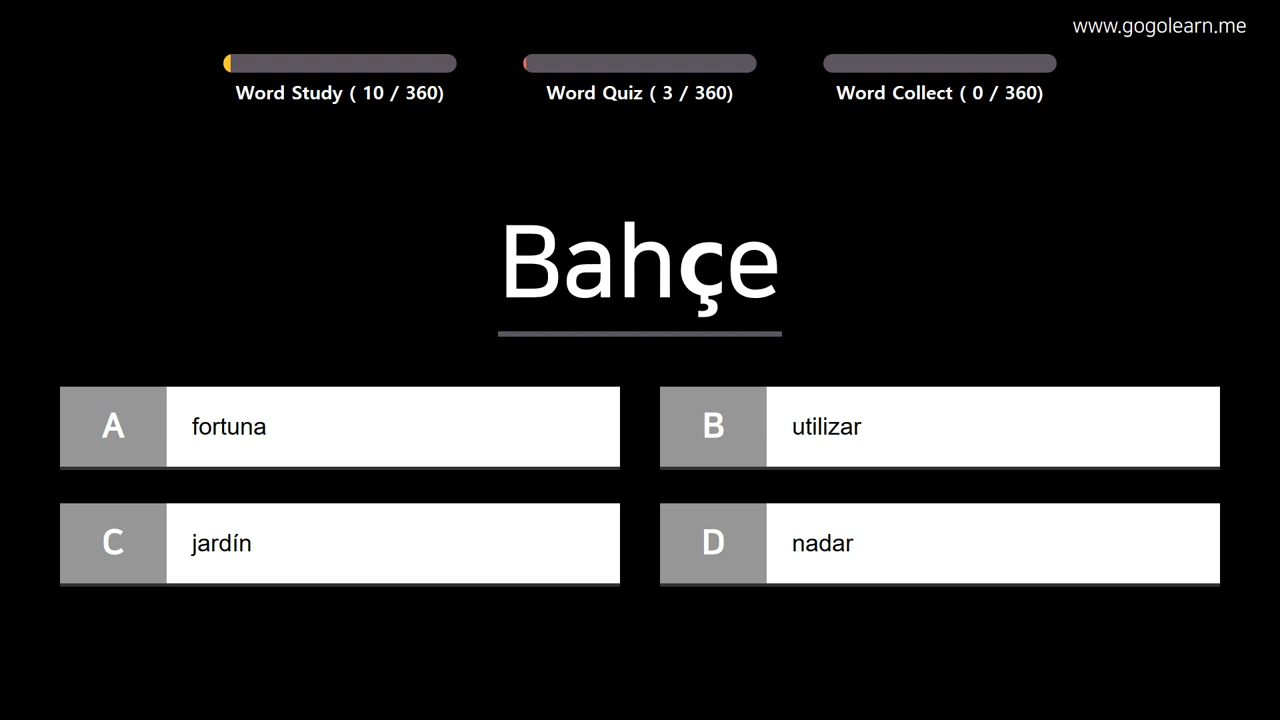 www.gogolearn.me
Word Study ( 10 / 360)
Word Quiz ( 3 / 360)
Word Collect ( 0 / 360)
Bahçe
A fortuna
B utilizar
C jardín
D nadar